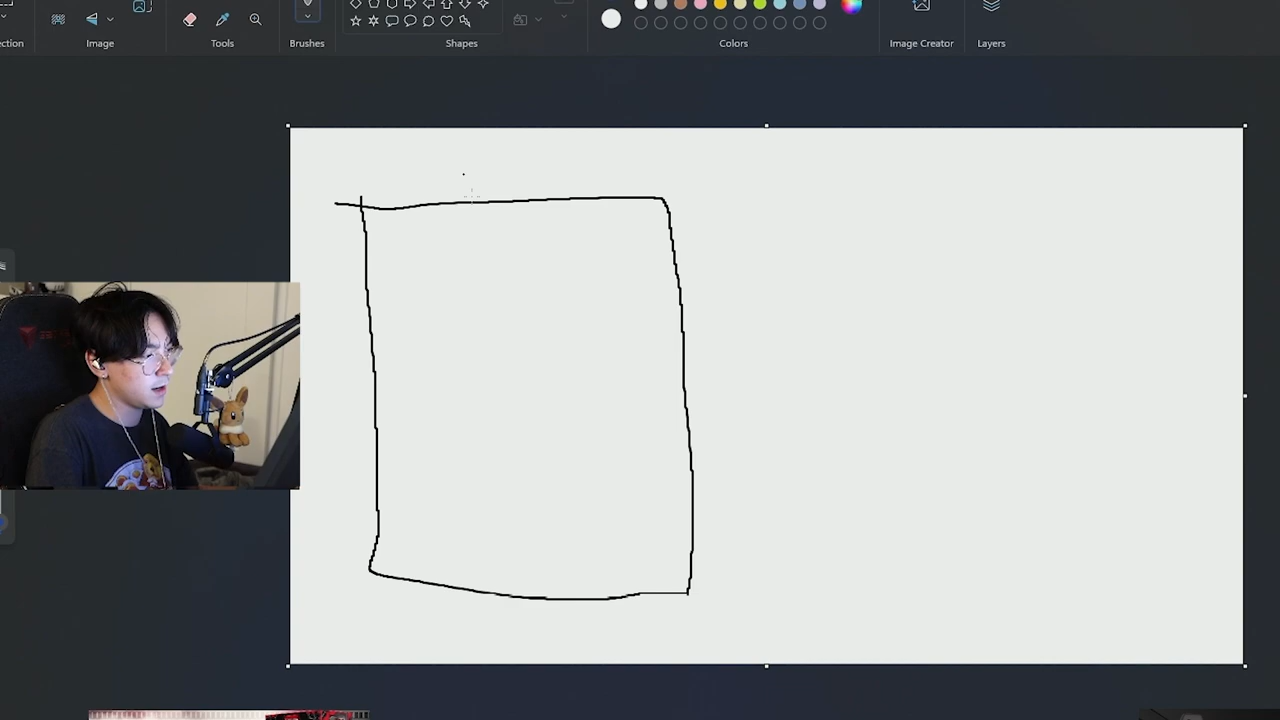 ction
Image
Tools
Brushes
Shapes
Colors
Image Creator
Layers